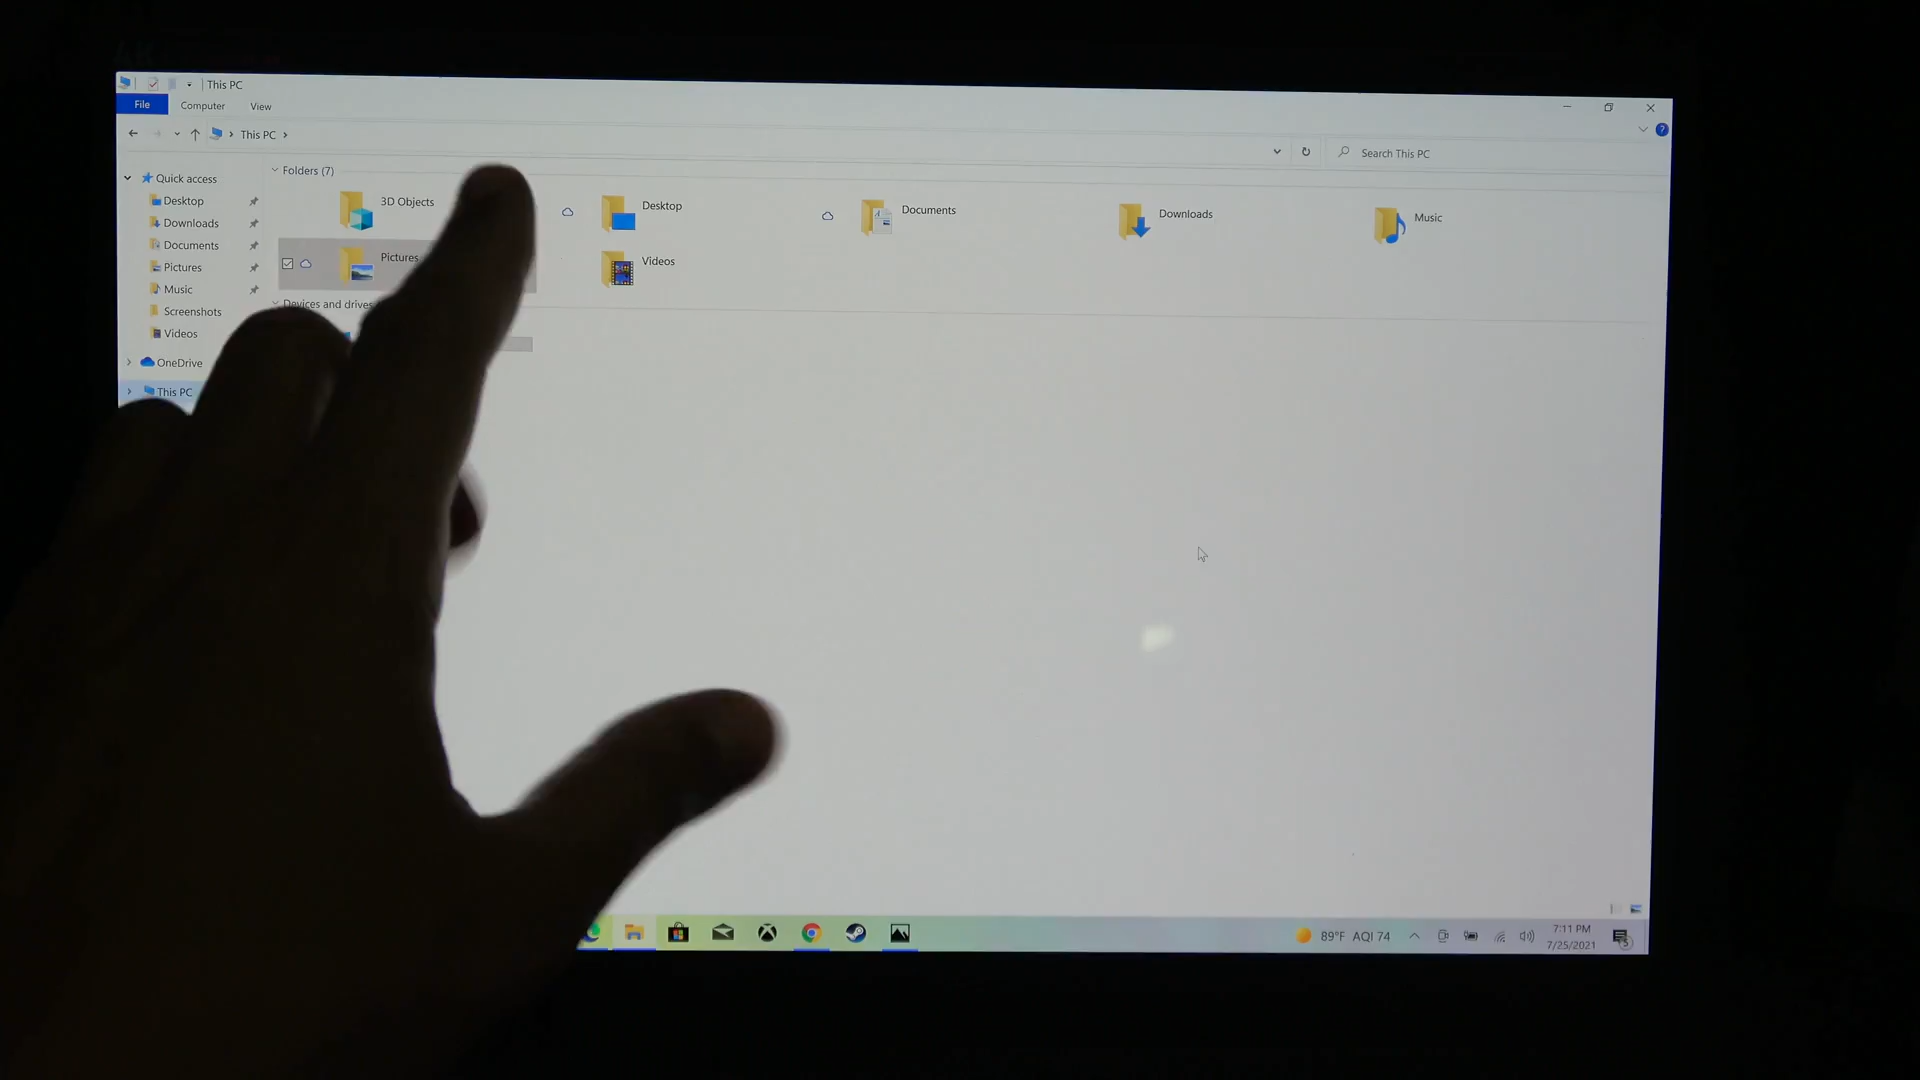 This PC
File Computer View
This PC
Search This PC
Quick access
Desktop
Downloads
Documents
Pictures
Music
Screenshots
Videos
OneDrive
This PC
Folders (7)
3D Objects
Desktop
Documents
Downloads
Music
Pictures
Videos
Devices and drives
89°F AQI 74
7:11 PM
7/25/2021
5